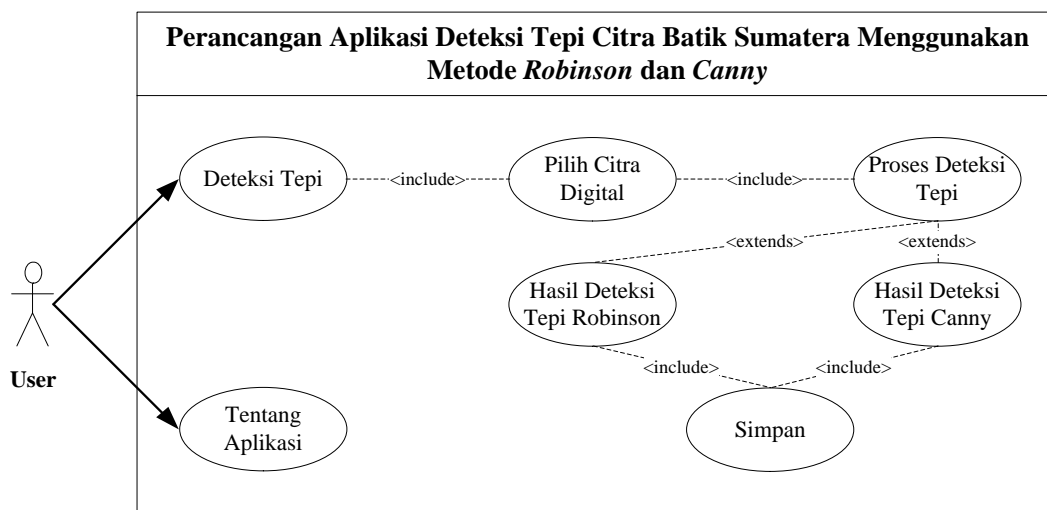 Perancangan Aplikasi Deteksi Tepi Citra Batik Sumatera Menggunakan
Metode Robinson dan Canny
Deteksi Tepi
<include>
Pilih Citra
Digital
<include>
Proses Deteksi
Tepi
<extends>
<extends>
Hasil Deteksi
Tepi Robinson
Hasil Deteksi
Tepi Canny
<include>
<include>
User
Tentang
Aplikasi
Simpan